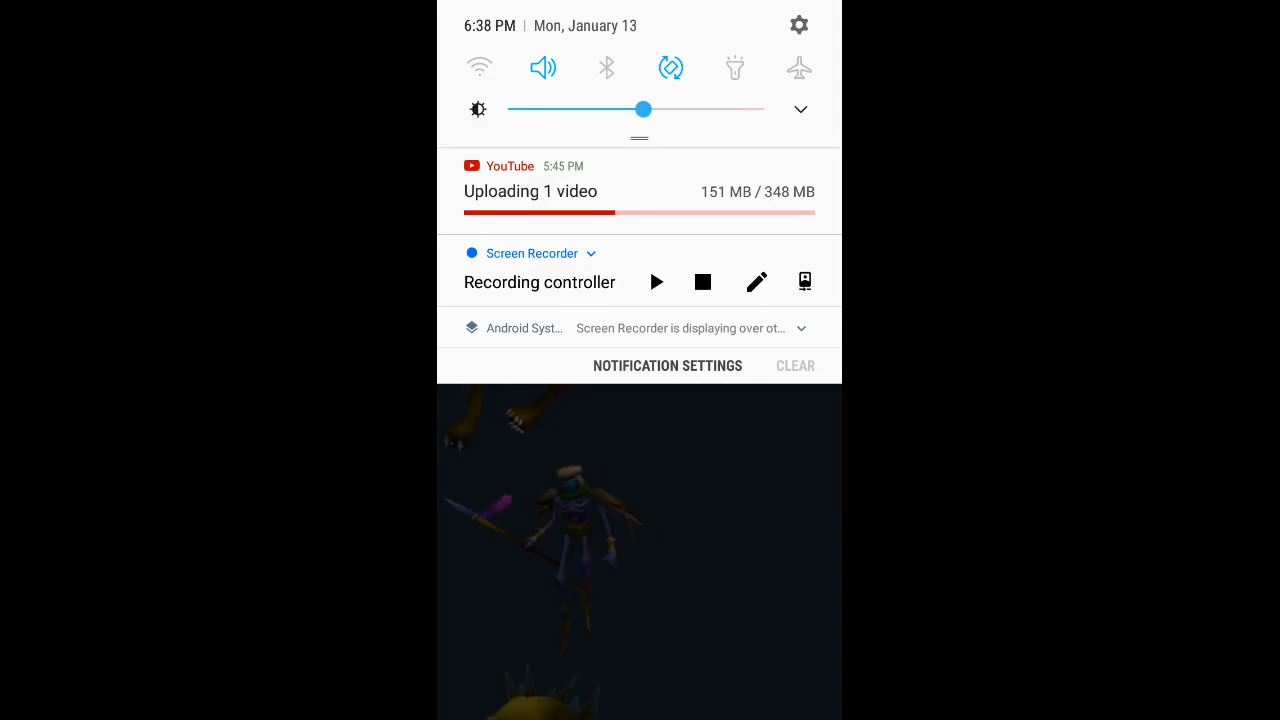 6:38 PM | Mon, January 13
YouTube 5:45 PM
Uploading 1 video 151 MB / 348 MB
Screen Recorder
Recording controller
Android Syst... Screen Recorder is displaying over ot...
NOTIFICATION SETTINGS CLEAR